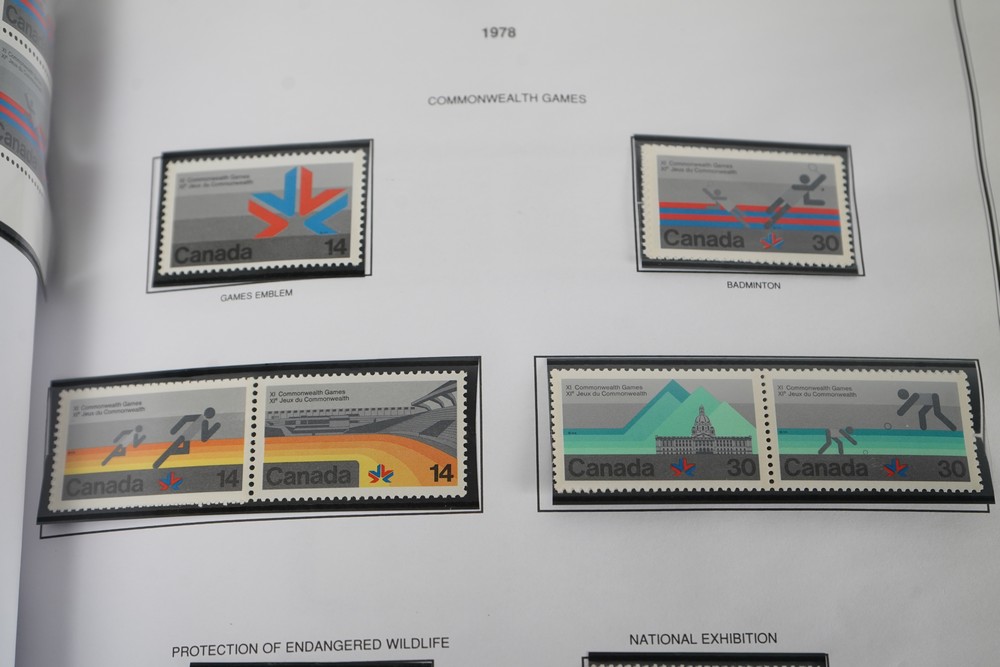 1978
COMMONWEALTH GAMES
XI Commonwealth Games
XIe Jeux du Commonwealth
Canada 14
GAMES EMBLEM
XI Commonwealth Games
XIe Jeux du Commonwealth
Canada 30
BADMINTON
XI Commonwealth Games
XIe Jeux du Commonwealth
Canada 14
XI Commonwealth Games
XIe Jeux du Commonwealth
Canada 14
XI Commonwealth Games
XIe Jeux du Commonwealth
Canada 30
XI Commonwealth Games
XIe Jeux du Commonwealth
Canada 30
PROTECTION OF ENDANGERED WILDLIFE
NATIONAL EXHIBITION
Canada